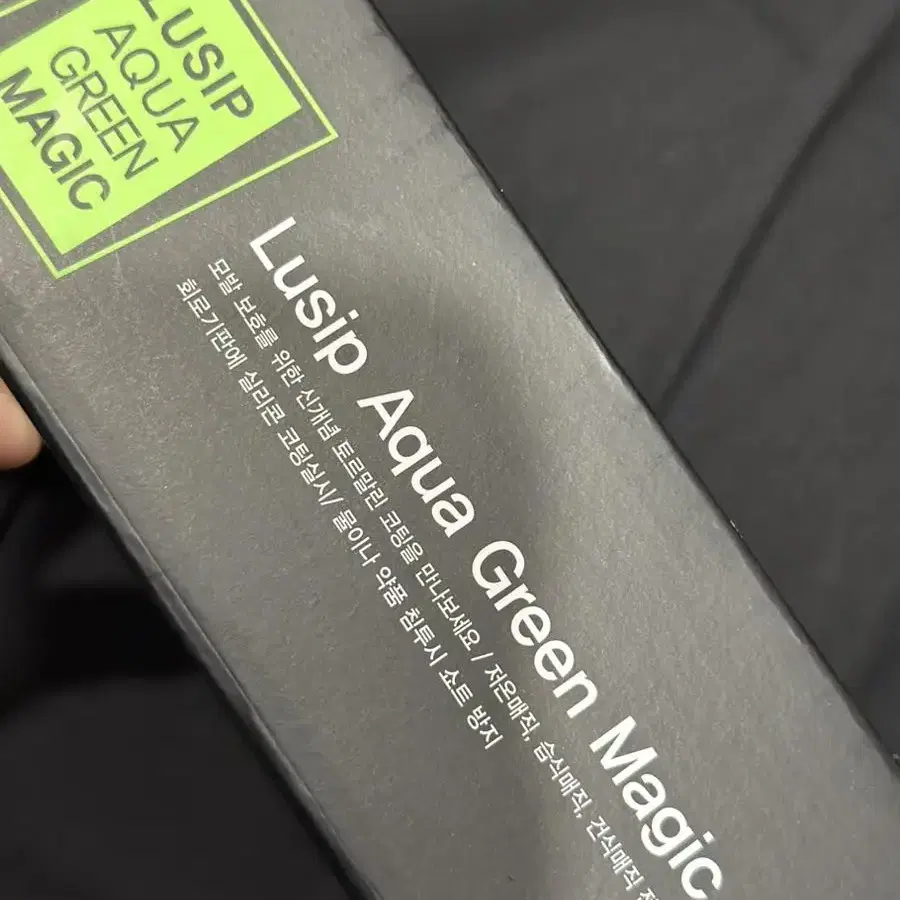 LUSIP
AQUA
GREEN
MAGIC
Lusip Aqua Green Magic
모발 보호를 위한 신개념 토르말린 코팅을 만나보세요 / 저온매직, 습식매직, 건식매직
회로기판에 실리콘 코팅실시/ 물이나 약품 침투시 쇼트 방지